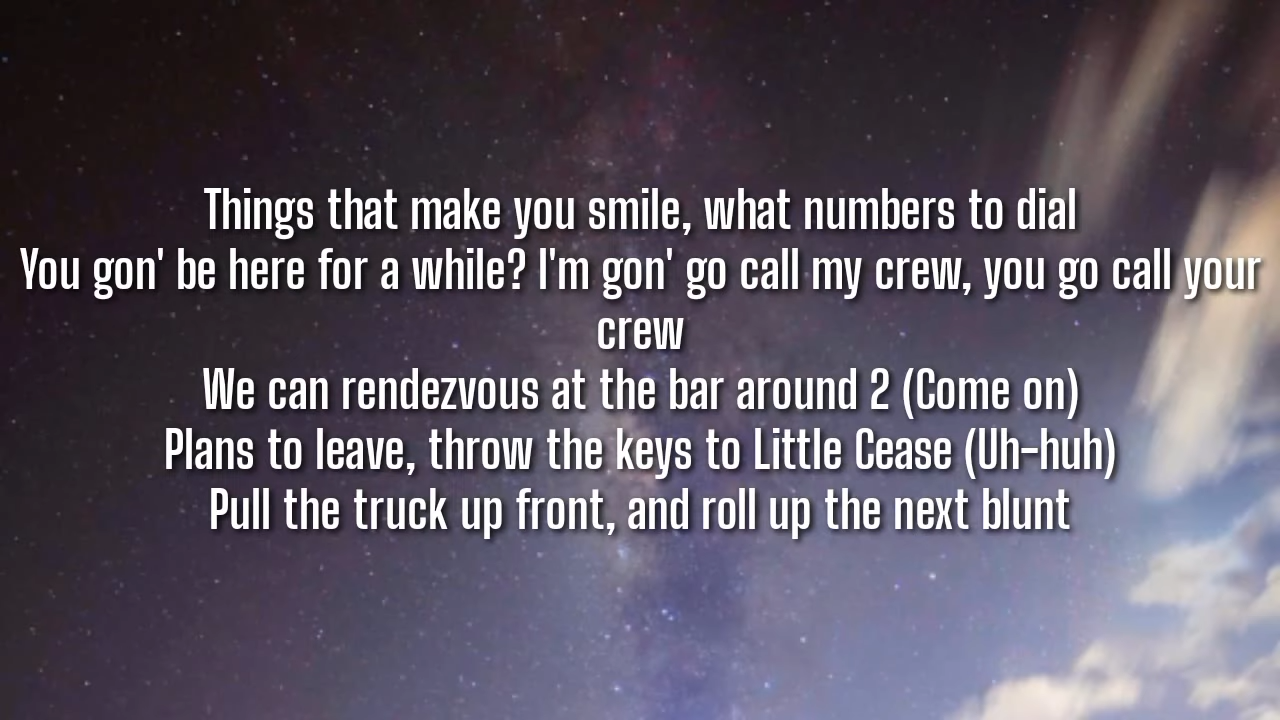 Things that make you smile, what numbers to dial
You gon' be here for a while? I'm gon' go call my crew, you go call your
crew
We can rendezvous at the bar around 2 (Come on)
Plans to leave, throw the keys to Little Cease (Uh-huh)
Pull the truck up front, and roll up the next blunt